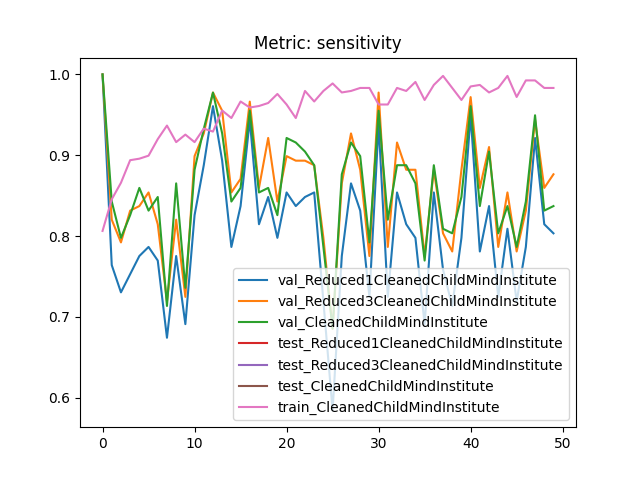 Metric: sensitivity
1.0
0.9
0.8
0.7
0.6
val_Reduced1CleanedChildMindInstitute
val_Reduced3CleanedChildMindInstitute
val_CleanedChildMindInstitute
test_Reduced1CleanedChildMindInstitute
test_Reduced3CleanedChildMindInstitute
test_CleanedChildMindInstitute
train_CleanedChildMindInstitute
0 10 20 30 40 50